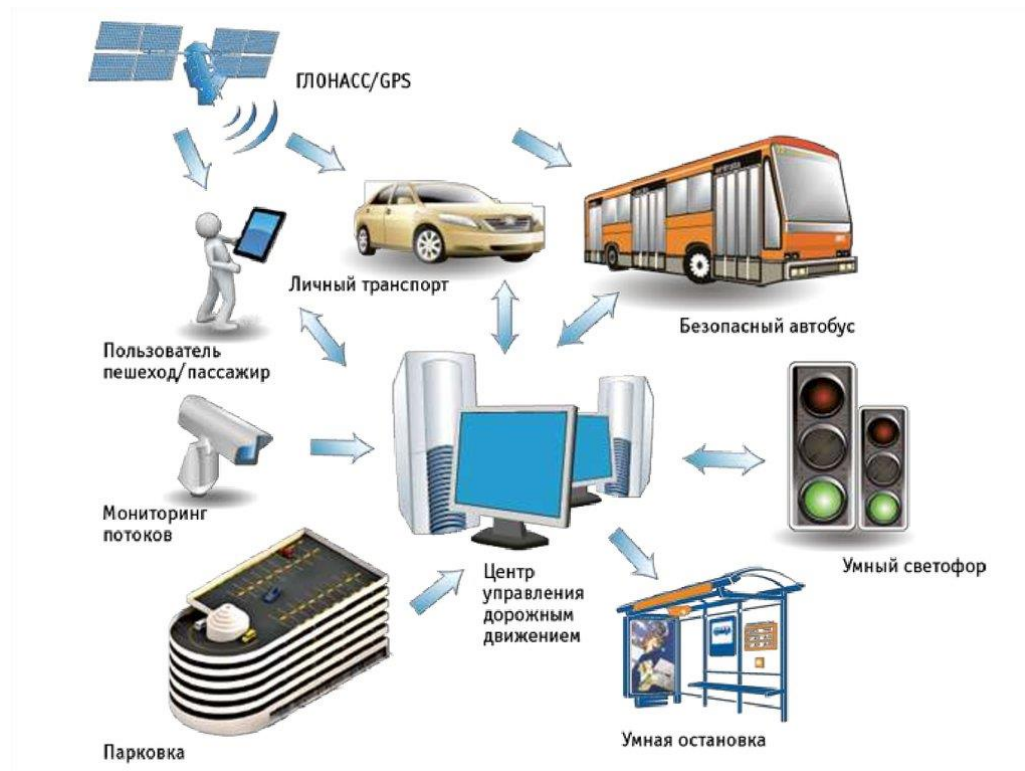 ГЛОНАСС/GPS
Личный транспорт
Безопасный автобус
Пользователь
пешеход/пассажир
Мониторинг
потоков
Умный светофор
Центр
управления
дорожным
движением
Умная остановка
Парковка